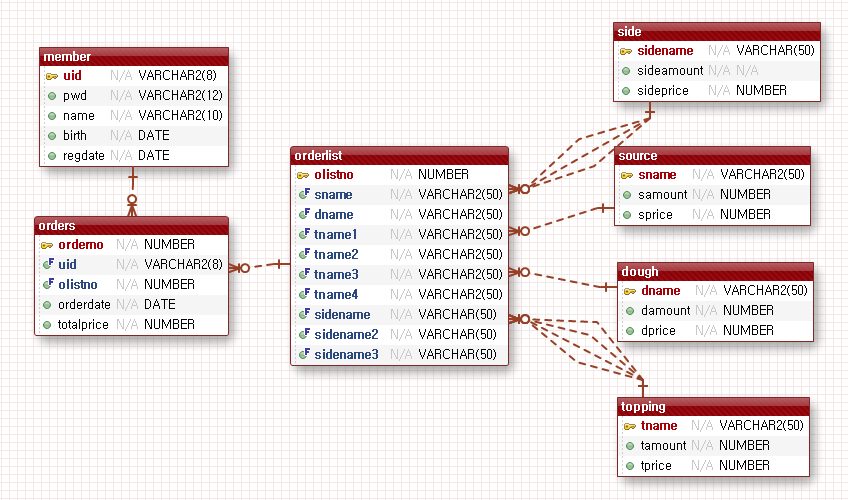 member
uid N/A VARCHAR2(8)
pwd N/A VARCHAR2(12)
name N/A VARCHAR2(10)
birth N/A DATE
regdate N/A DATE
orders
orderno N/A NUMBER
uid N/A VARCHAR2(8)
olistno N/A NUMBER
orderdate N/A DATE
totalprice N/A NUMBER
orderlist
olistno N/A NUMBER
sname N/A VARCHAR2(50)
dname N/A VARCHAR2(50)
tname1 N/A VARCHAR2(50)
tname2 N/A VARCHAR2(50)
tname3 N/A VARCHAR2(50)
tname4 N/A VARCHAR2(50)
sidename N/A VARCHAR(50)
sidename2 N/A VARCHAR(50)
sidename3 N/A VARCHAR(50)
side
sidename N/A VARCHAR(50)
sideamount N/A N/A
sideprice N/A NUMBER
source
sname N/A VARCHAR2(50)
samount N/A NUMBER
sprice N/A NUMBER
dough
dname N/A VARCHAR2(50)
damount N/A NUMBER
dprice N/A NUMBER
topping
tname N/A VARCHAR2(50)
tamount N/A NUMBER
tprice N/A NUMBER